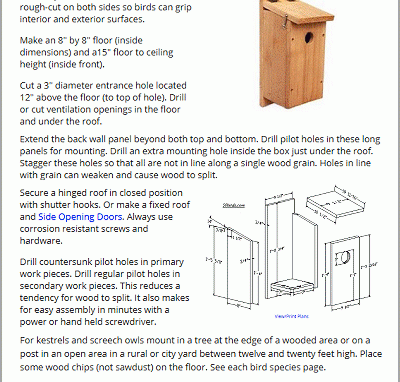 rough-cut on both sides so birds can grip
interior and exterior surfaces.
Make an 8" by 8" floor (inside
dimensions) and a15" floor to ceiling
height (inside front).
Cut a 3" diameter entrance hole located
12" above the floor (to top of hole). Drill
or cut ventilation openings in the floor
and under the roof.
Extend the back wall panel beyond both top and bottom. Drill pilot holes in these long
panels for mounting. Drill an extra mounting hole inside the box just under the roof.
Stagger these holes so that all are not in line along a single wood grain. Holes in line
with grain can weaken and cause wood to split.
Secure a hinged roof in closed position
with shutter hooks. Or make a fixed roof
and Side Opening Doors. Always use
corrosion resistant screws and
hardware.
Drill countersunk pilot holes in primary
work pieces. Drill regular pilot holes in
secondary work pieces. This reduces a
tendency for wood to split. It also makes
for easy assembly in minutes with a
power or hand held screwdriver.
View/Print Plans
For kestrels and screech owls mount in a tree at the edge of a wooded area or on a
post in an open area in a rural or city yard between twelve and twenty feet high. Place
some wood chips (not sawdust) on the floor. See each bird species page.